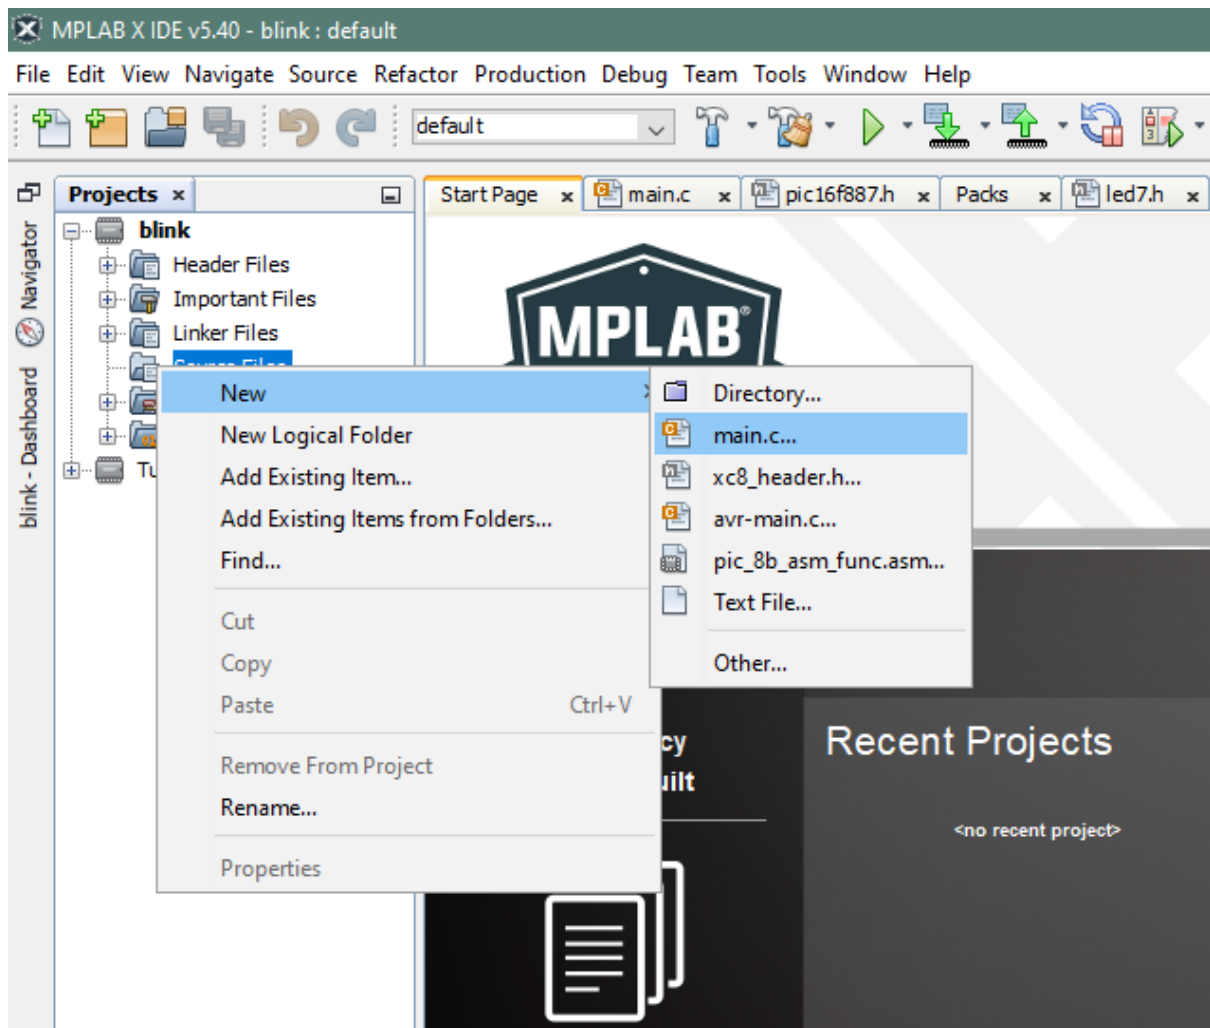 MPLAB X IDE v5.40 - blink : default
File Edit View Navigate Source Refactor Production Debug Team Tools Window Help
default
Projects
Start Page
main.c
pic16f887.h
Packs
led7.h
Navigator
blink - Dashboard
blink
Header Files
Important Files
Linker Files
Source Files
MPLAB®
New
New Logical Folder
Add Existing Item...
Add Existing Items from Folders...
Find...
Cut
Copy
Paste Ctrl+V
Remove From Project
Rename...
Properties
Directory...
main.c...
xc8_header.h...
avr-main.c...
pic_8b_asm_func.asm...
Text File...
Other...
Recent Projects
<no recent project>